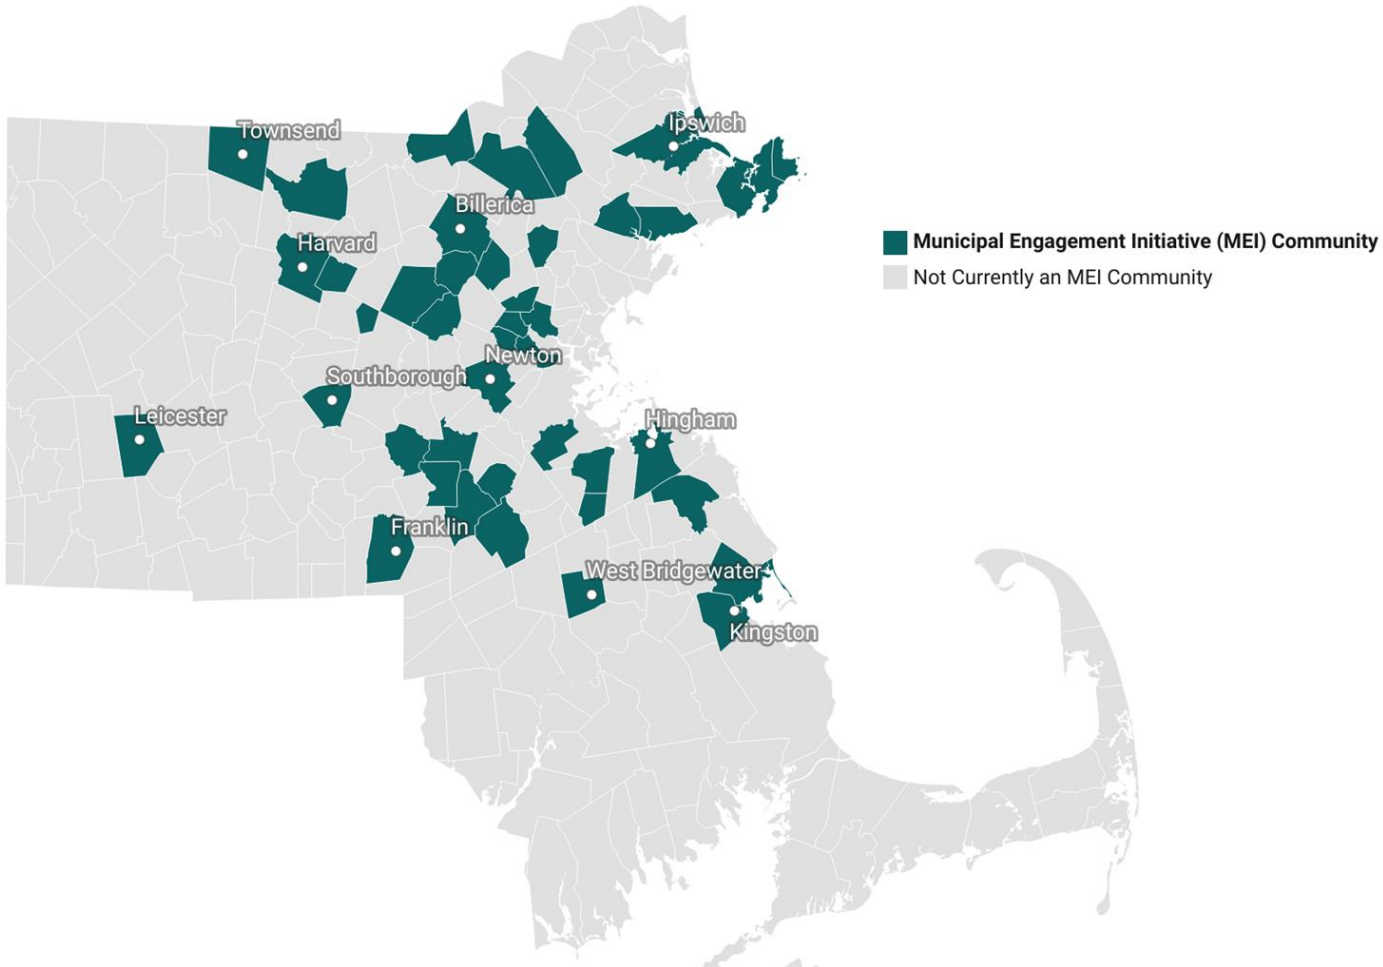 Townsend
Ipswich
Billerica
Harvard
Municipal Engagement Initiative (MEI) Community
Not Currently an MEI Community
Newton
Southborough
Leicester
Hingham
Franklin
West Bridgewater
Kingston